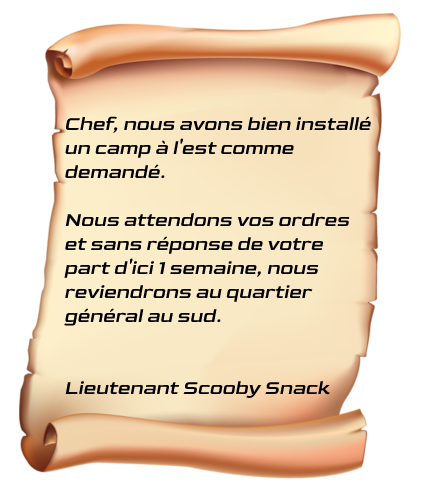 Chef, nous avons bien installé
un camp à l'est comme
demandé.
Nous attendons vos ordres
et sans réponse de votre
part d'ici 1 semaine, nous
reviendrons au quartier
général au sud.
Lieutenant Scooby Snack